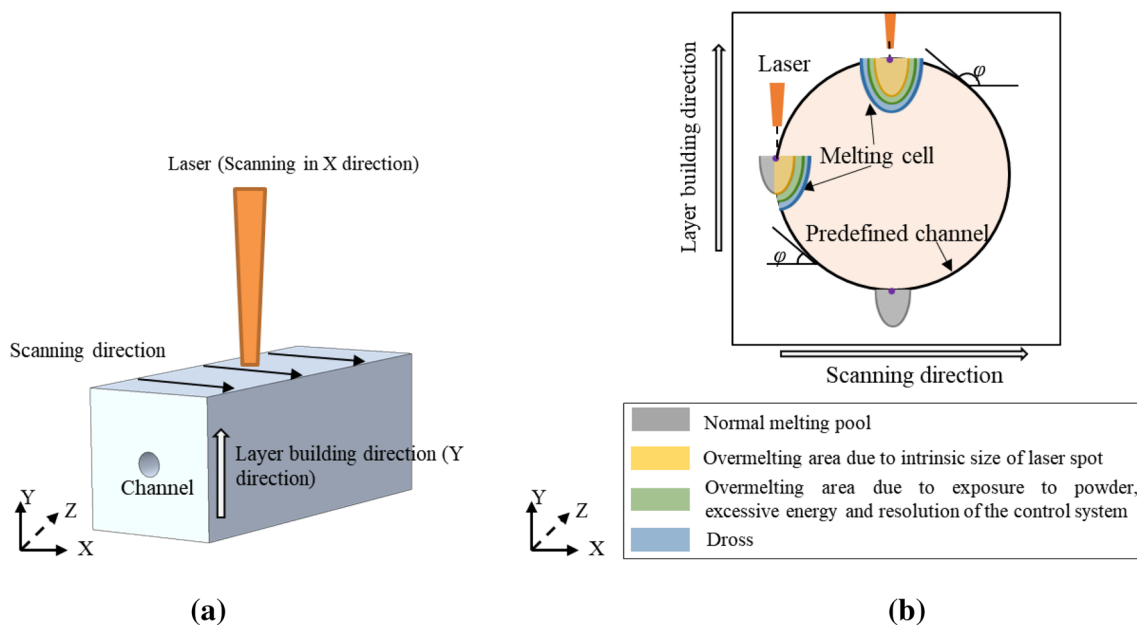 Laser (Scanning in X direction)
Scanning direction
Layer building direction (Y
direction)
Channel
Y
Z
X
(a)
Layer building direction
Laser
φ
Melting cell
Predefined channel
φ
Scanning direction
Normal melting pool
Overmelting area due to intrinsic size of laser spot
Overmelting area due to exposure to powder,
excessive energy and resolution of the control system
Dross
Y
Z
X
(b)